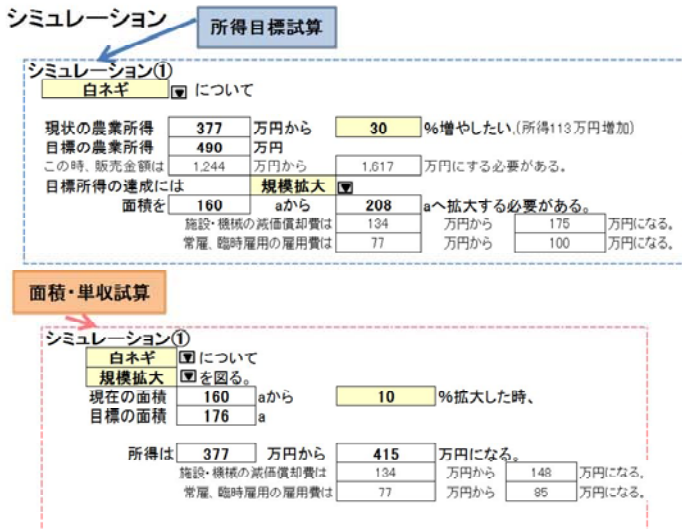 シミュレーション
所得目標試算
シミュレーション①
白ネギ ▼ について
現状の農業所得 377 万円から 30 %増やしたい。(所得113万円増加)
目標の農業所得 490 万円
この時、販売金額は 1,244 万円から 1,617 万円にする必要がある。
目標所得の達成には 規模拡大 ▼
面積を 160 aから 208 aへ拡大する必要がある。
施設・機械の減価償却費は 134 万円から 175 万円になる。
常雇、臨時雇用の雇用費は 77 万円から 100 万円になる。
面積・単収試算
シミュレーション①
白ネギ ▼ について
規模拡大 ▼ を図る。
現在の面積 160 aから 10 %拡大した時、
目標の面積 176 a
所得は 377 万円から 415 万円になる。
施設・機械の減価償却費は 134 万円から 148 万円になる。
常雇、臨時雇用の雇用費は 77 万円から 85 万円になる。